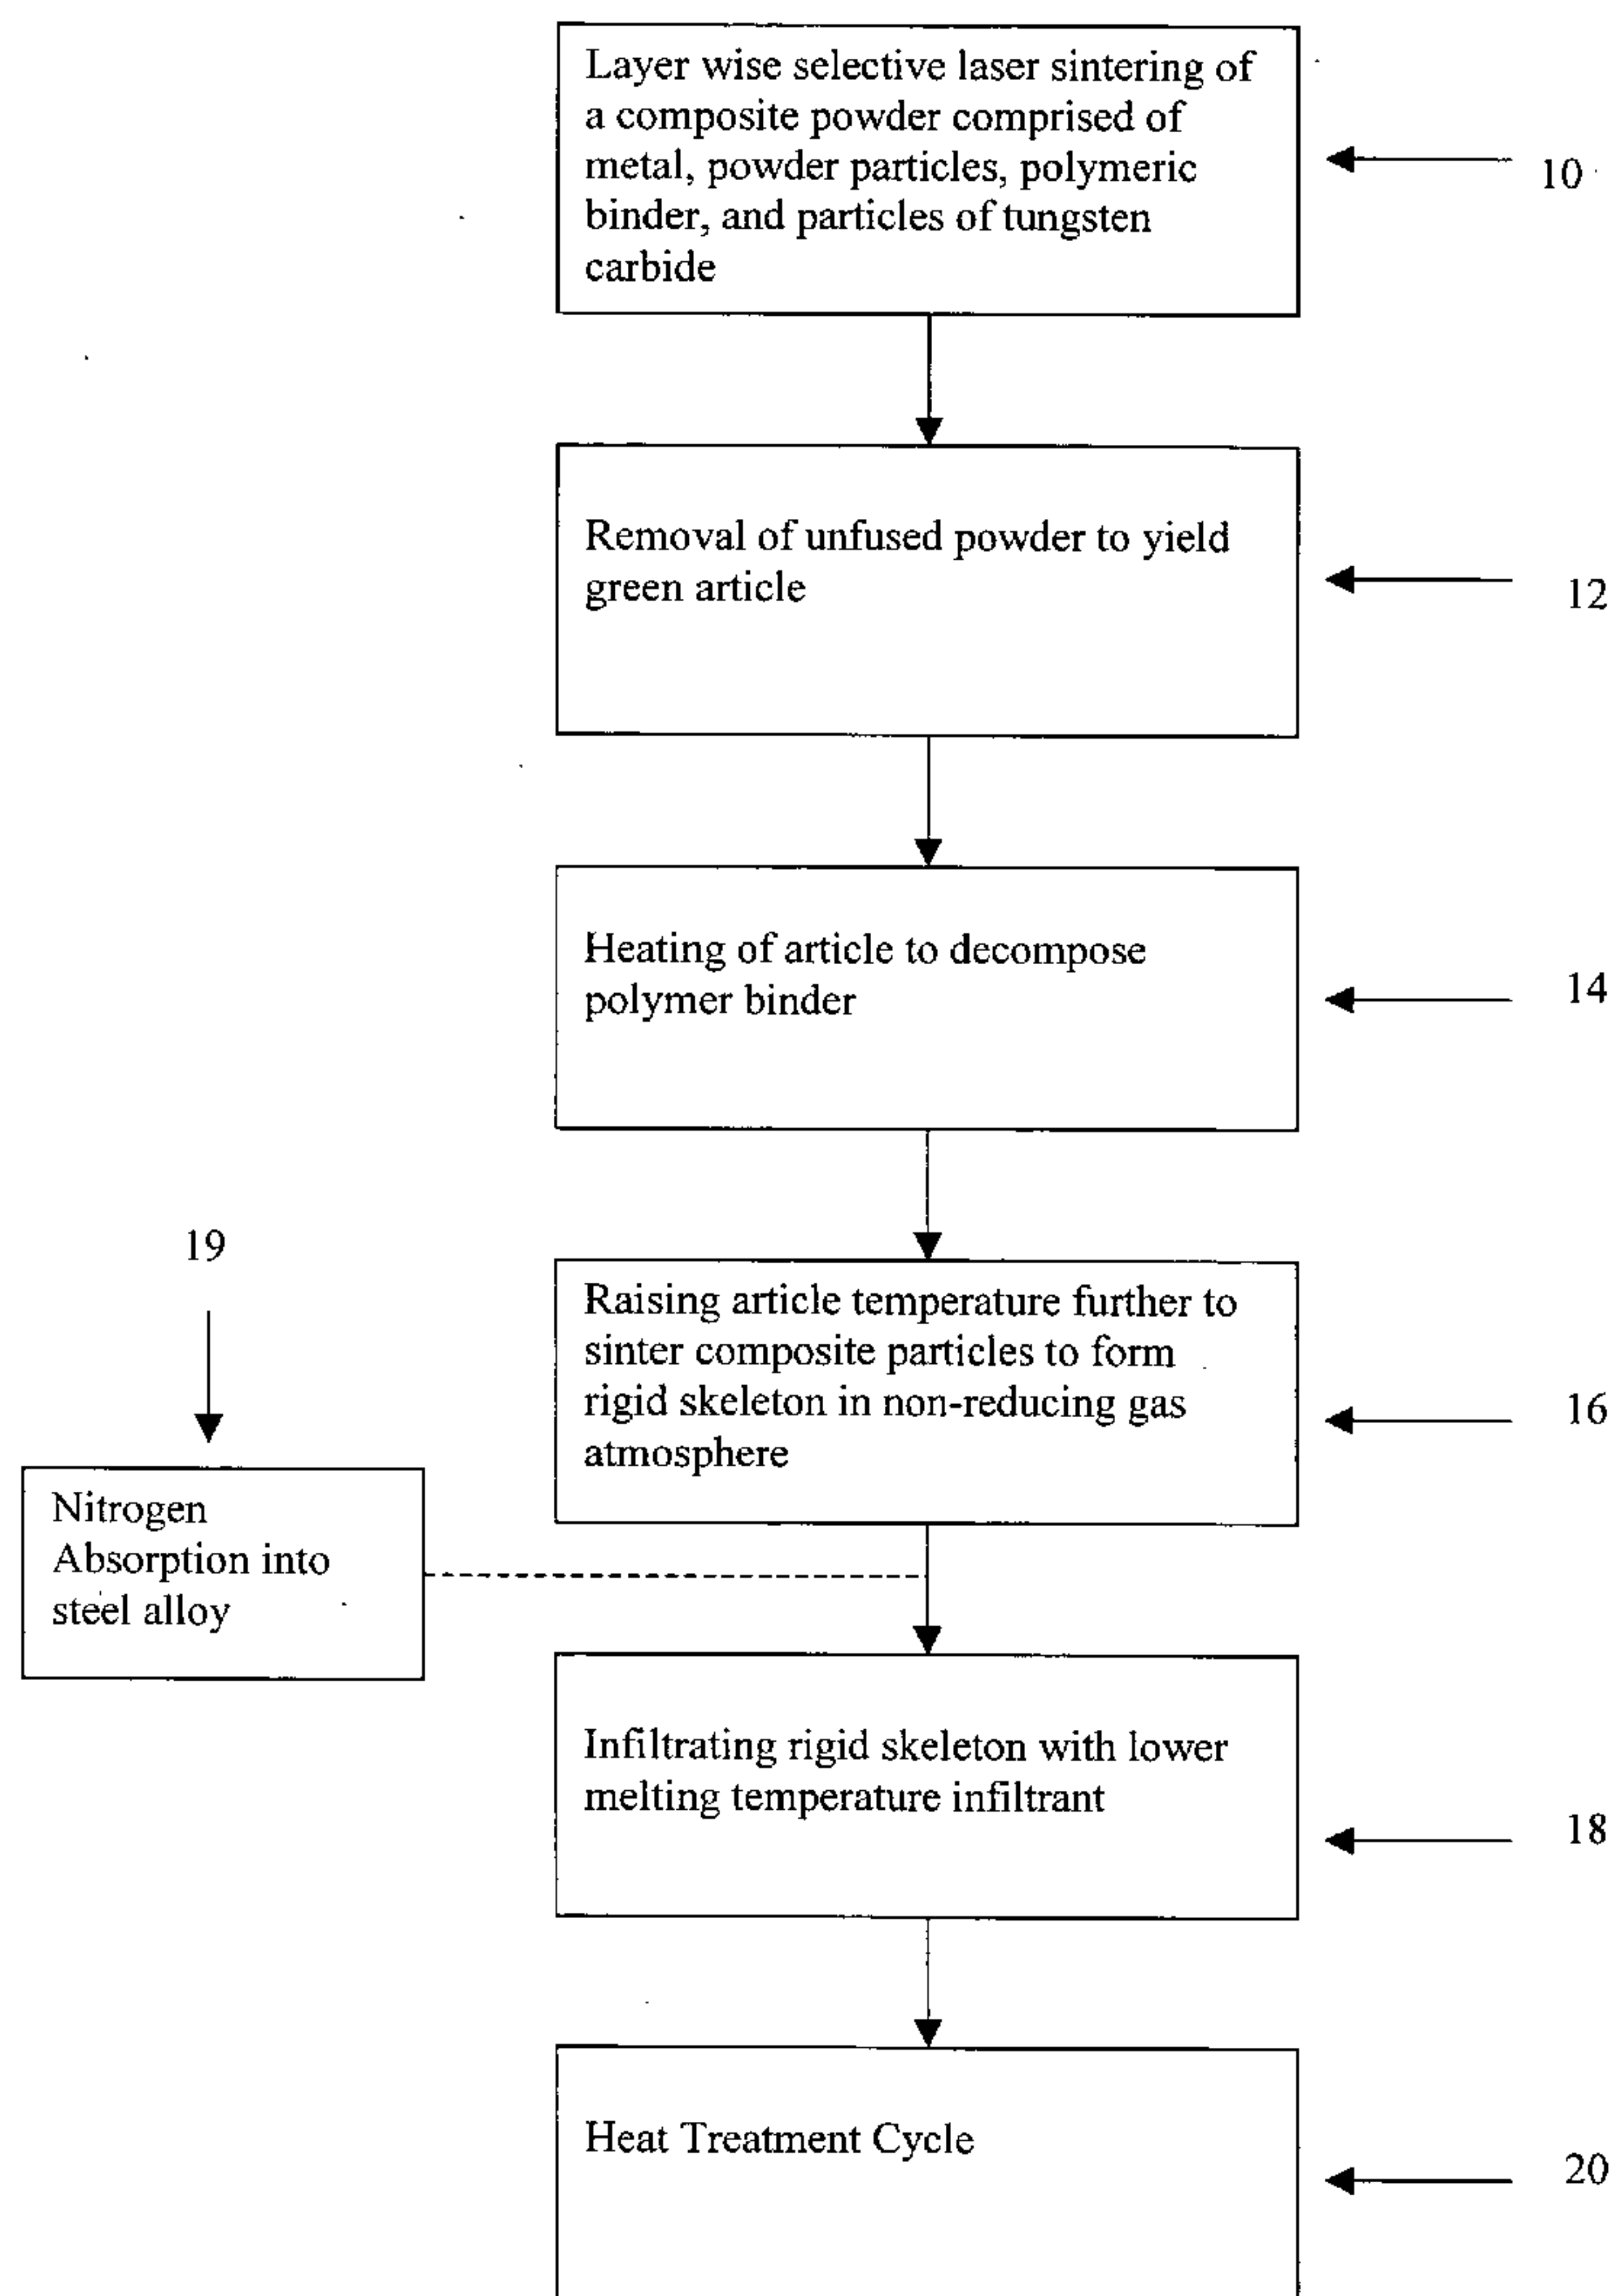 Layer wise selective laser sintering of
a composite powder comprised of
metal, powder particles, polymeric
binder, and particles of tungsten
carbide
10
Removal of unfused powder to yield
green article
12
Heating of article to decompose
polymer binder
14
19
Raising article temperature further to
sinter composite particles to form
rigid skeleton in non-reducing gas
atmosphere
16
Nitrogen
Absorption into
steel alloy
Infiltrating rigid skeleton with lower
melting temperature infiltrant
18
Heat Treatment Cycle
20